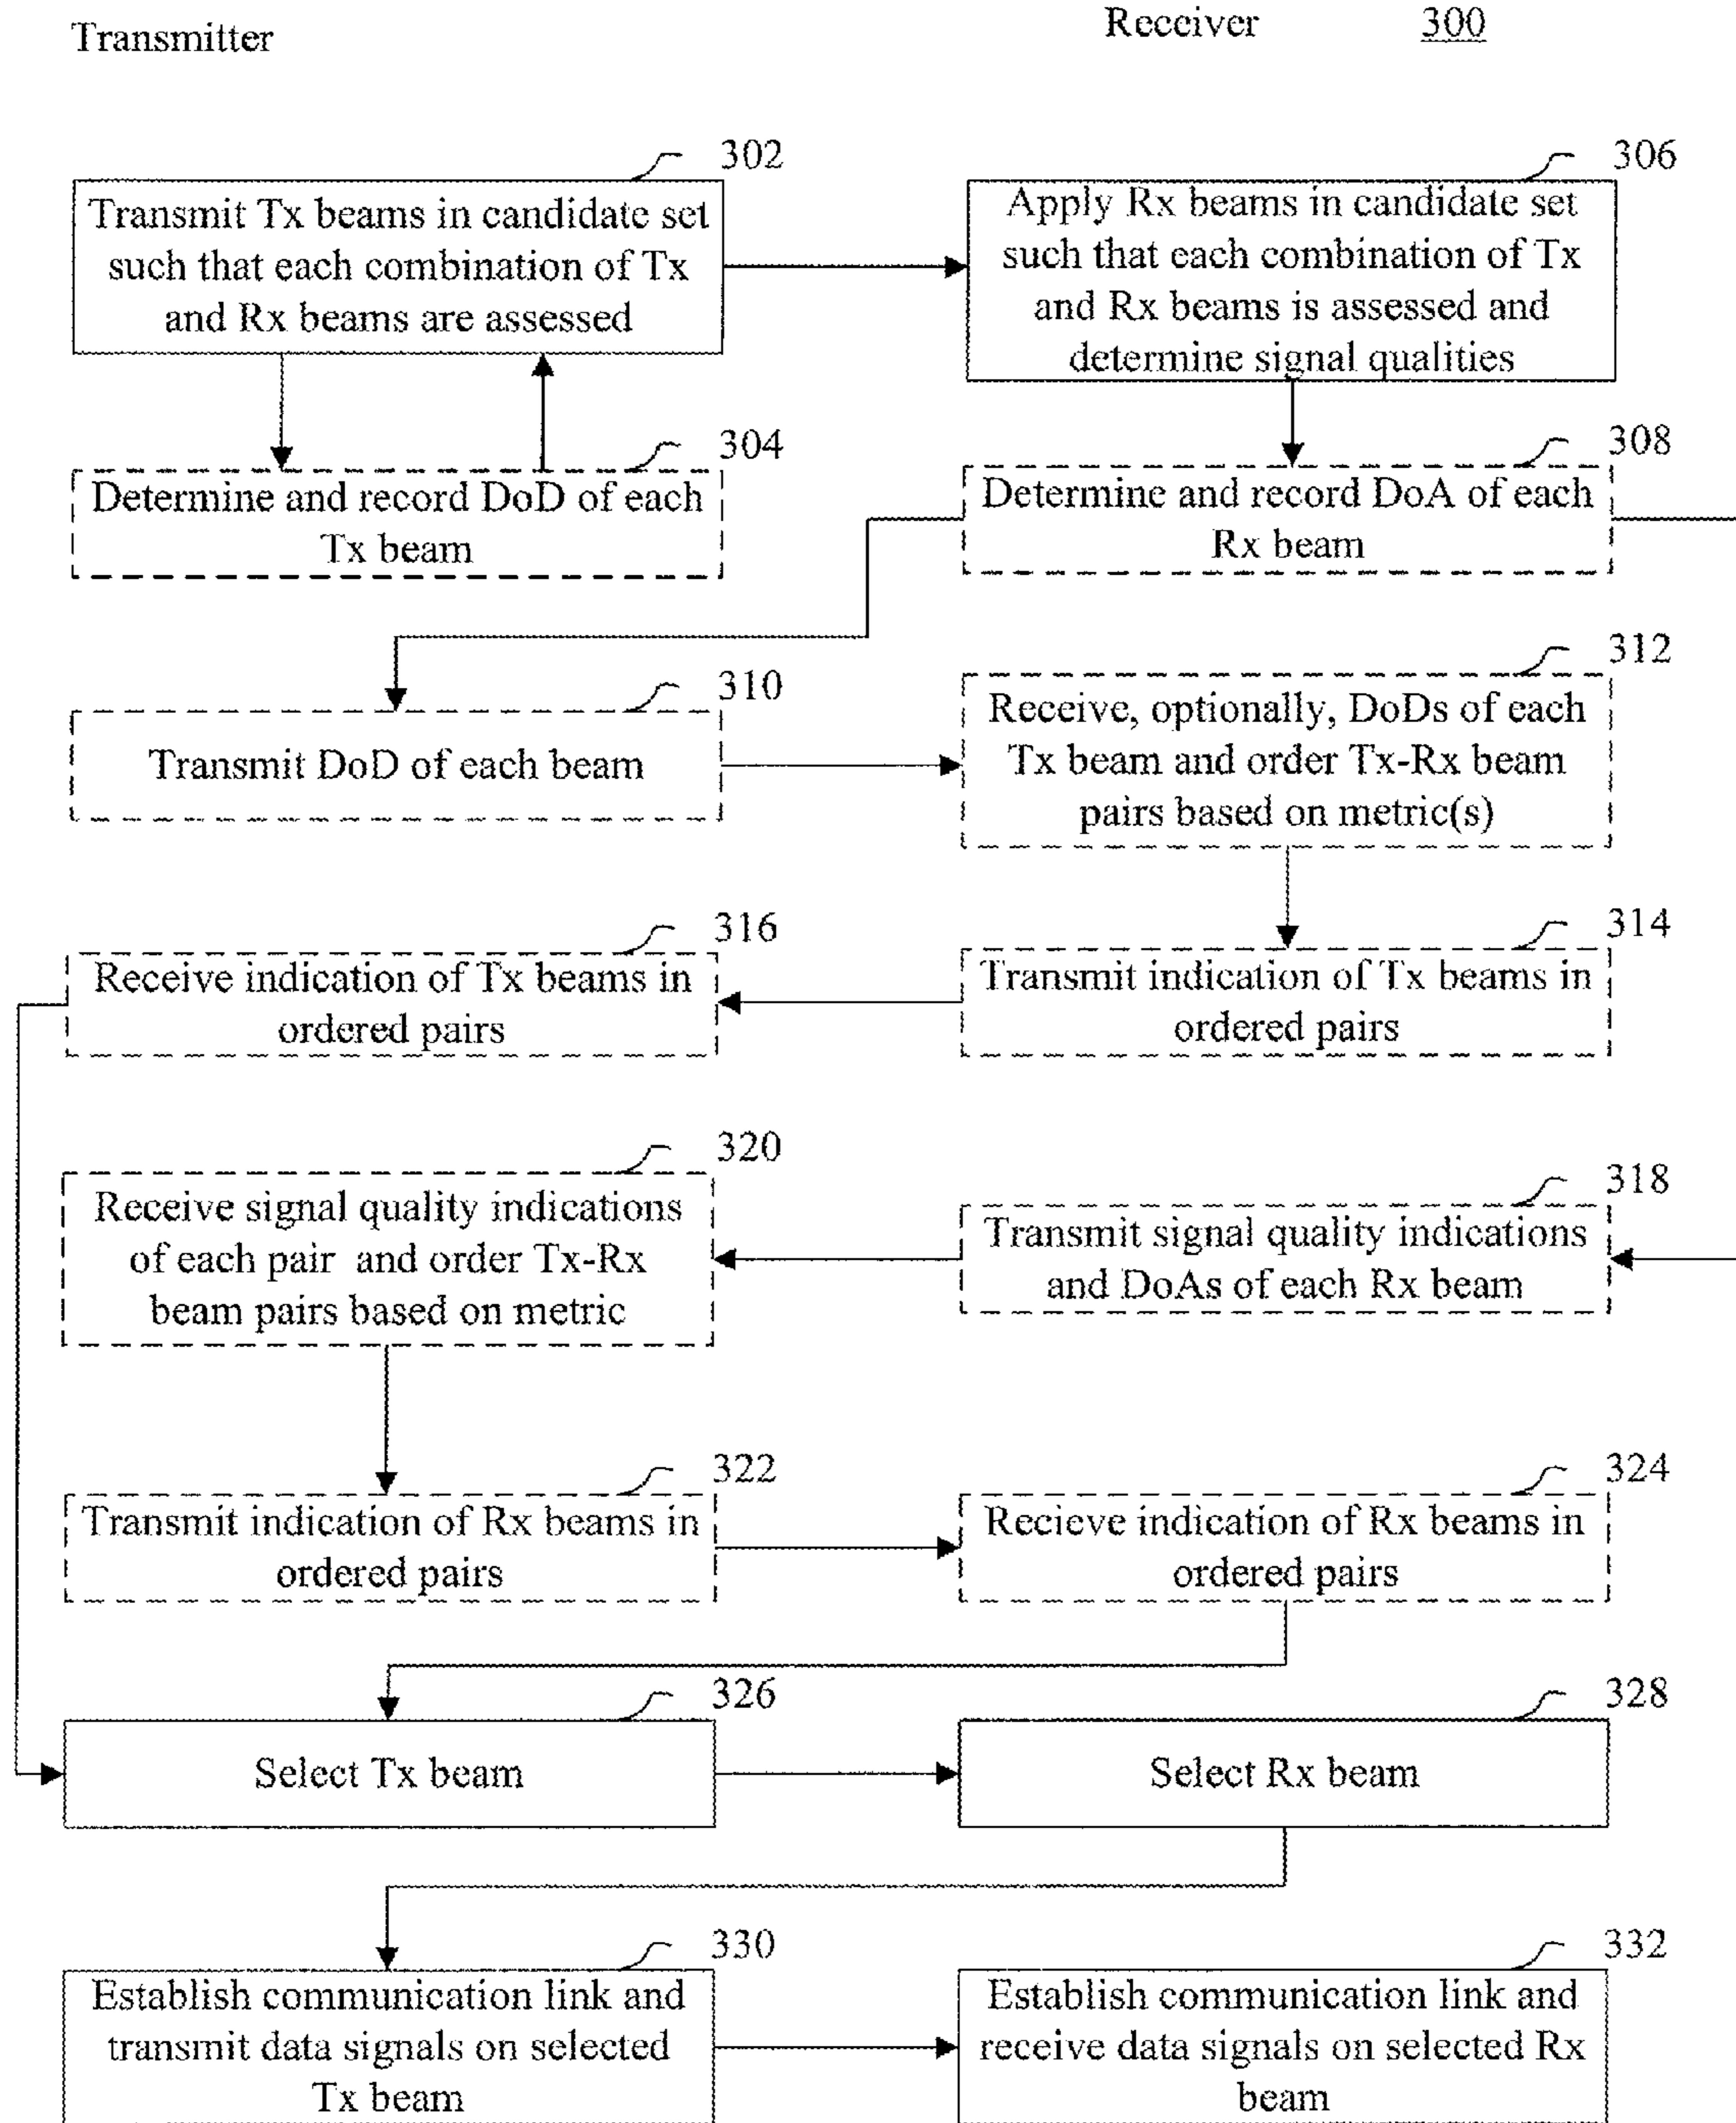 Transmitter
Receiver
300
302
Transmit Tx beams in candidate set
such that each combination of Tx
and Rx beams are assessed
306
Apply Rx beams in candidate set
such that each combination of Tx
and Rx beams is assessed and
determine signal qualities
304
Determine and record DoD of each
Tx beam
308
Determine and record DoA of each
Rx beam
310
Transmit DoD of each beam
312
Receive, optionally, DoDs of each
Tx beam and order Tx-Rx beam
pairs based on metric(s)
316
Receive indication of Tx beams in
ordered pairs
314
Transmit indication of Tx beams in
ordered pairs
320
Receive signal quality indications
of each pair and order Tx-Rx
beam pairs based on metric
318
Transmit signal quality indications
and DoAs of each Rx beam
322
Transmit indication of Rx beams in
ordered pairs
324
Recieve indication of Rx beams in
ordered pairs
326
Select Tx beam
328
Select Rx beam
330
Establish communication link and
transmit data signals on selected
Tx beam
332
Establish communication link and
receive data signals on selected Rx
beam